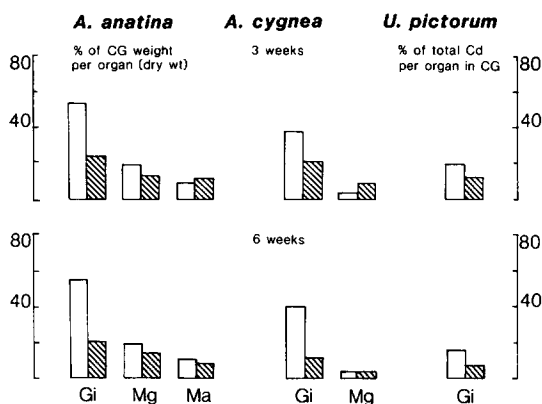 A. anatina A. cygnea U. pictorum
% of CG weight per organ (dry wt)
3 weeks
% of total Cd per organ in CG
80 80
40 40
6 weeks
80 80
40 40
Gi Mg Ma Gi Mg Gi